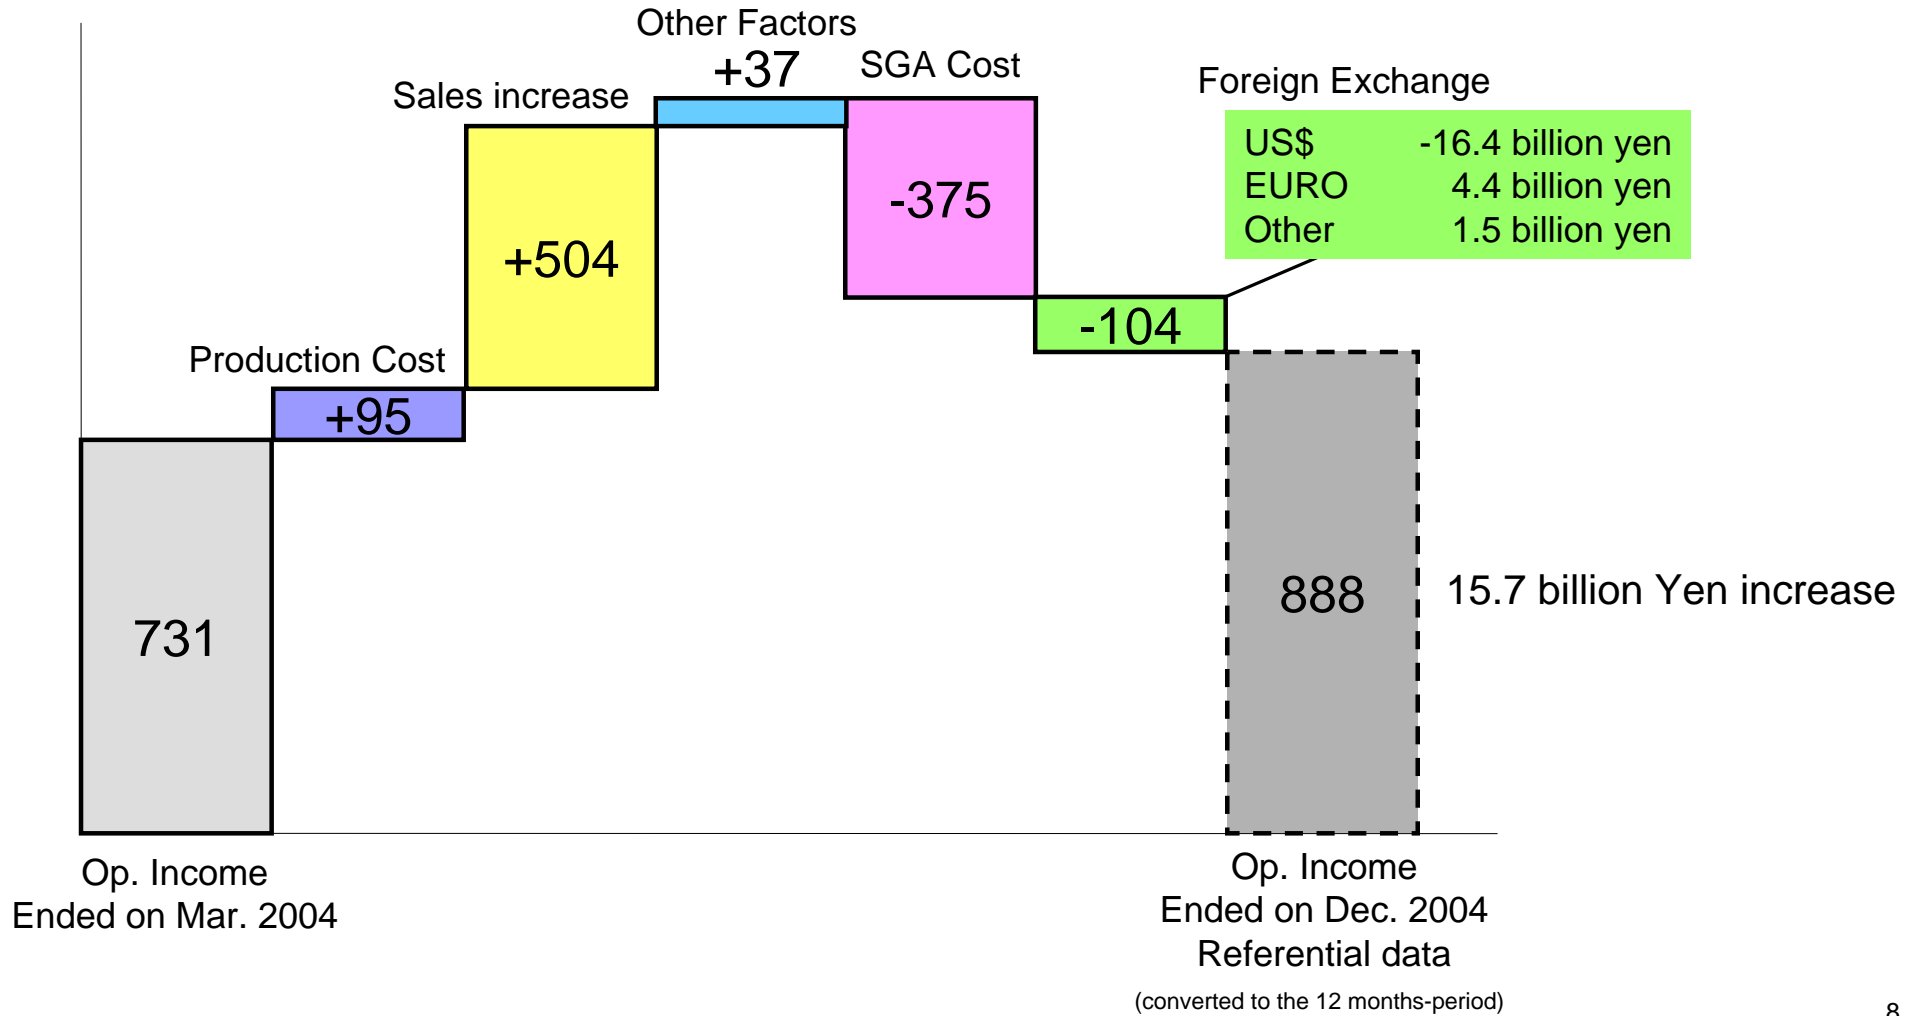 Other Factors
+37
SGA Cost
Sales increase
Foreign Exchange
US$ -16.4 billion yen
EURO 4.4 billion yen
Other 1.5 billion yen
-375
+504
-104
Production Cost
+95
731
888
15.7 billion Yen increase
Op. Income
Ended on Mar. 2004
Op. Income
Ended on Dec. 2004
Referential data
(converted to the 12 months-period)
8